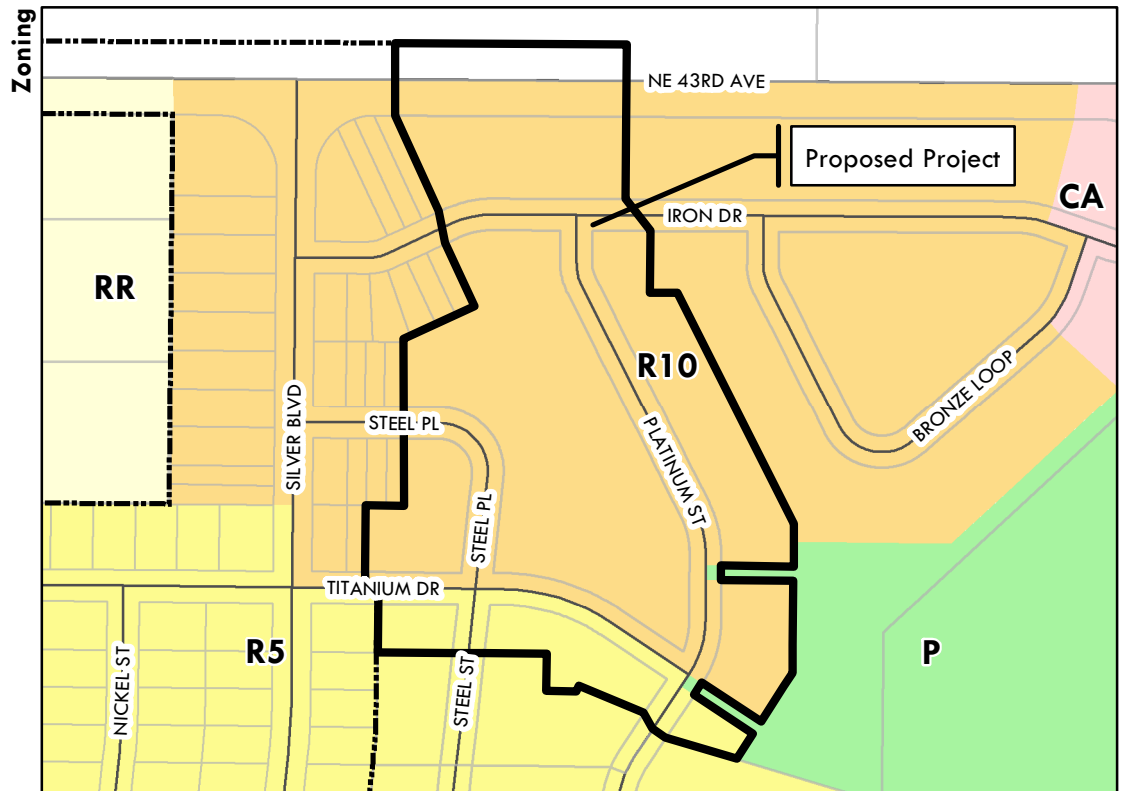 Zoning
NE 43RD AVE
Proposed Project
CA
IRON DR
RR
R10
BRONZE LOOP
SILVER BLVD
STEEL PL
PLATINUM ST
STEEL PL
TITANIUM DR
R5
P
NICKEL ST
STEEL ST